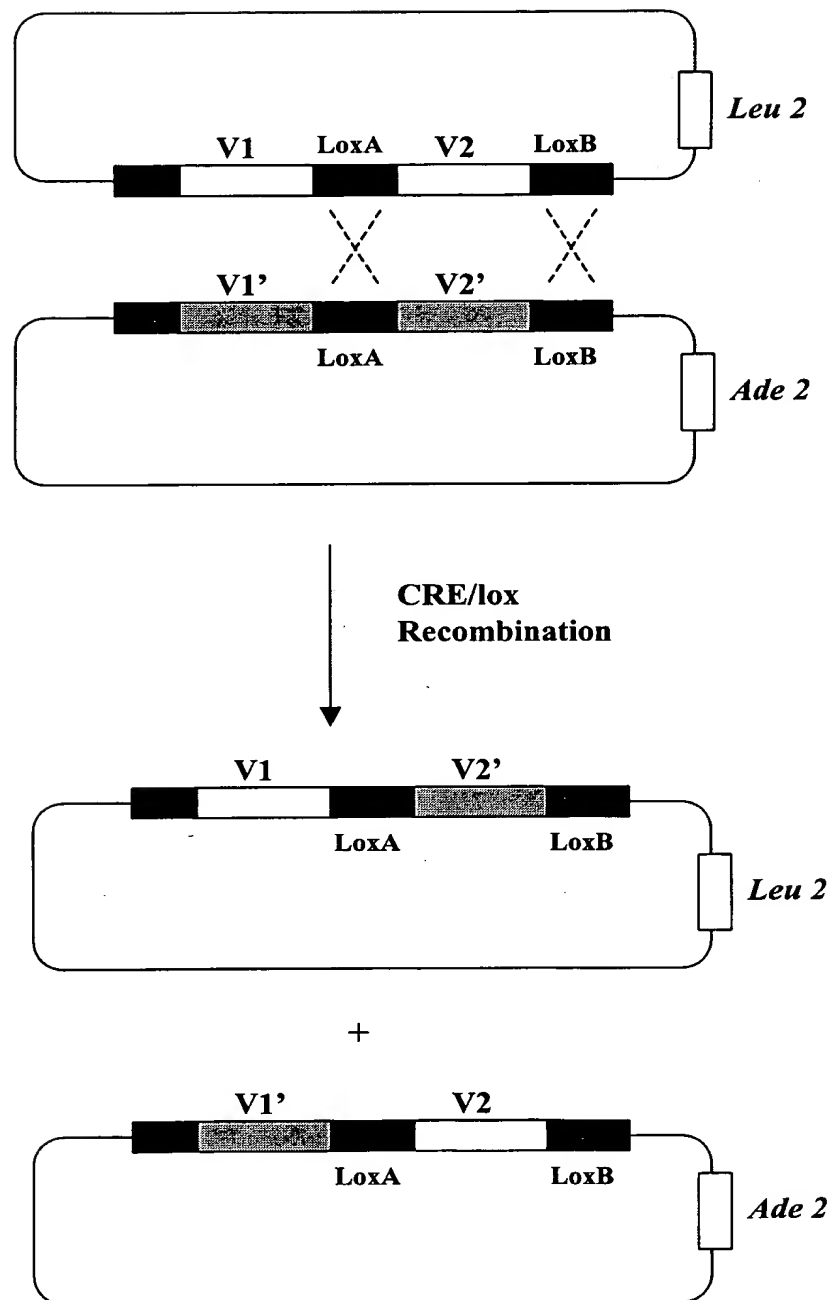 Leu 2
V1 LoxA V2 LoxB
V1’ V2’
LoxA LoxB
Ade 2
CRE/lox
Recombination
V1 V2’
LoxA LoxB
Leu 2
+
V1’ V2
LoxA LoxB
Ade 2